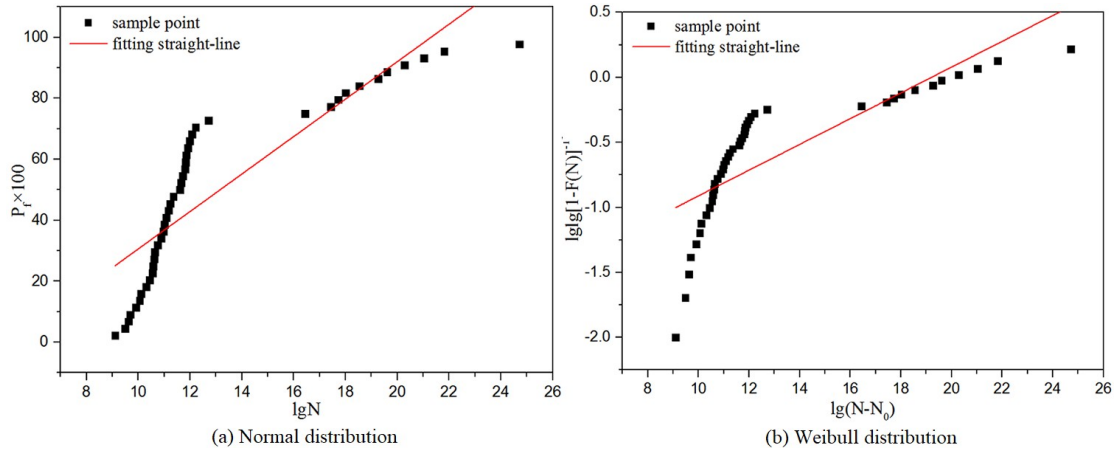 sample point
fitting straight-line
100
80
60
40
20
0
P_f×100
8 10 12 14 16 18 20 22 24 26
lgN
(a) Normal distribution
sample point
fitting straight-line
0.5
0.0
-0.5
-1.0
-1.5
-2.0
lglg[1-F(N)]⁻¹
8 10 12 14 16 18 20 22 24 26
lg(N-N₀)
(b) Weibull distribution